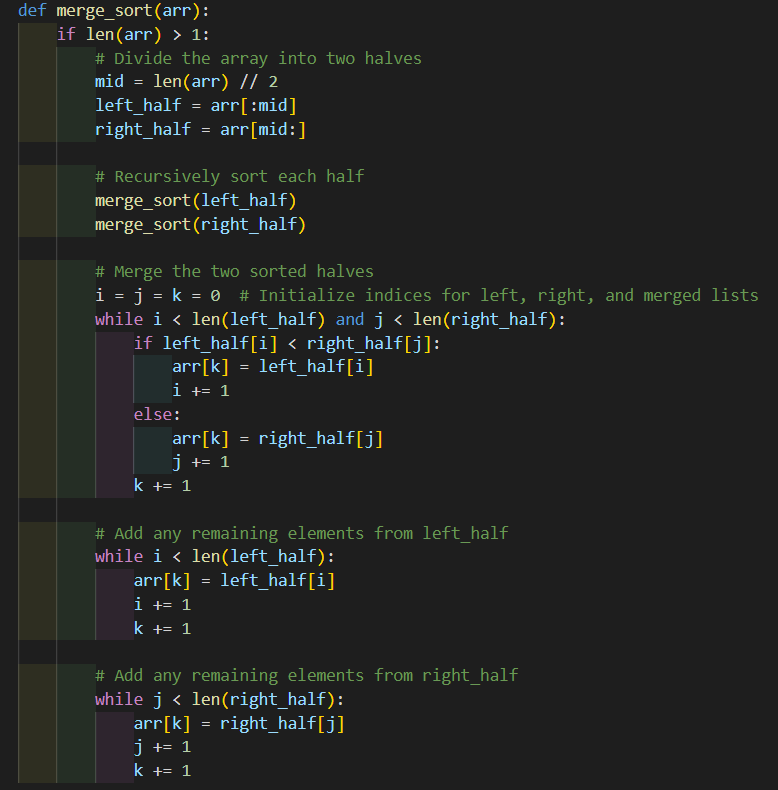 def merge_sort(arr):
    if len(arr) > 1:
        # Divide the array into two halves
        mid = len(arr) // 2
        left_half = arr[:mid]
        right_half = arr[mid:]

        # Recursively sort each half
        merge_sort(left_half)
        merge_sort(right_half)

        # Merge the two sorted halves
        i = j = k = 0  # Initialize indices for left, right, and merged lists
        while i < len(left_half) and j < len(right_half):
            if left_half[i] < right_half[j]:
                arr[k] = left_half[i]
                i += 1
            else:
                arr[k] = right_half[j]
                j += 1
            k += 1

        # Add any remaining elements from left_half
        while i < len(left_half):
            arr[k] = left_half[i]
            i += 1
            k += 1

        # Add any remaining elements from right_half
        while j < len(right_half):
            arr[k] = right_half[j]
            j += 1
            k += 1